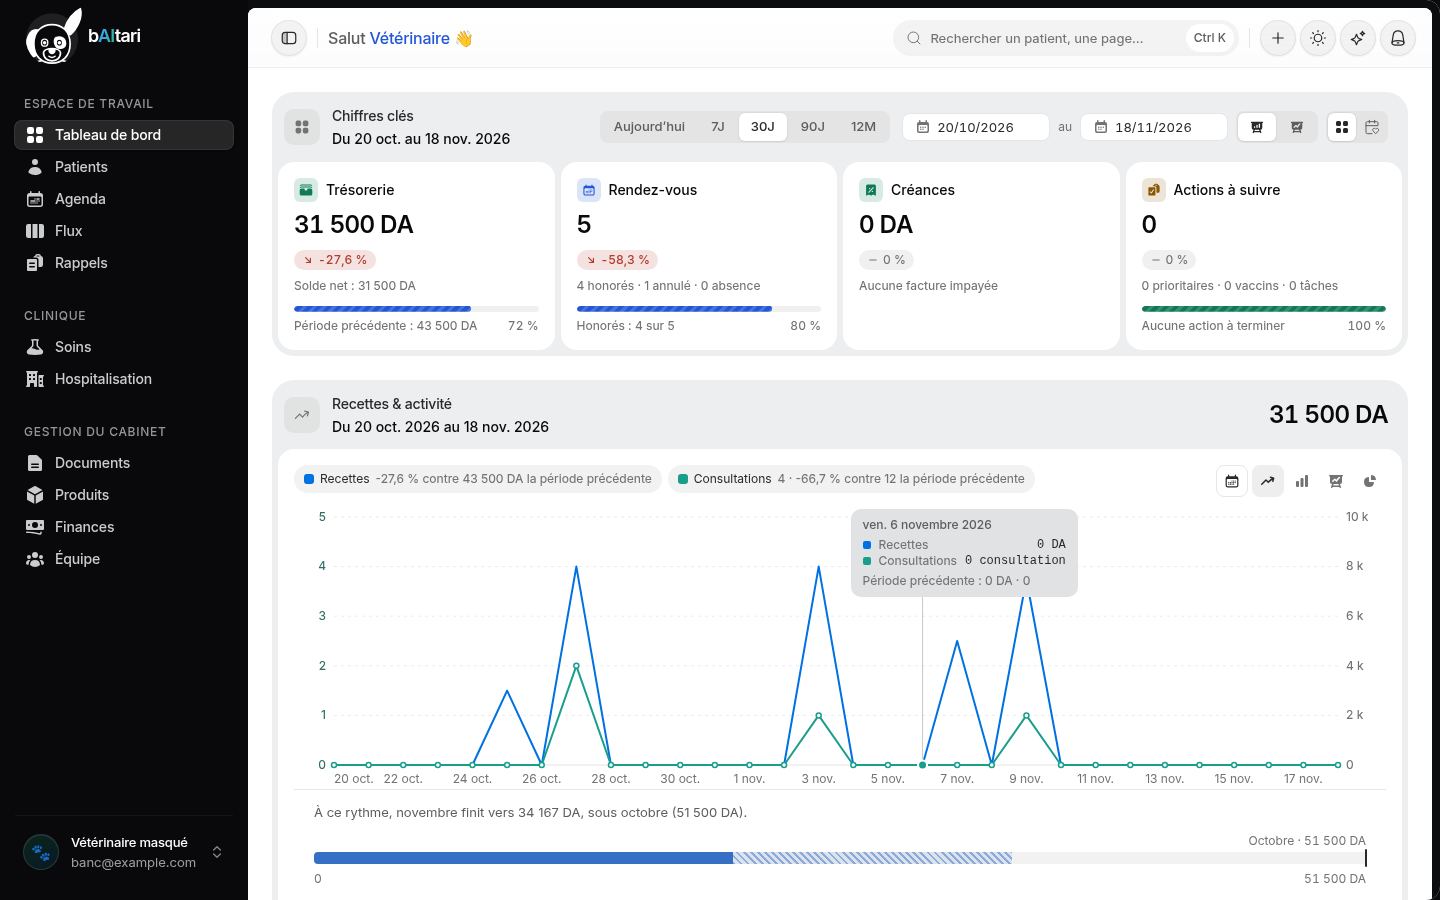 bAItari
Salut Vétérinaire 👋
Rechercher un patient, une page...
Ctrl K
ESPACE DE TRAVAIL
Tableau de bord
Patients
Agenda
Flux
Rappels
CLINIQUE
Soins
Hospitalisation
GESTION DU CABINET
Documents
Produits
Finances
Équipe
Vétérinaire masqué
banc@example.com
Chiffres clés
Du 20 oct. au 18 nov. 2026
Aujourd'hui 7J 30J 90J 12M
20/10/2026 au 18/11/2026
Trésorerie
31 500 DA
-27,6 %
Solde net : 31 500 DA
Période précédente : 43 500 DA 72 %
Rendez-vous
5
-58,3 %
4 honorés · 1 annulé · 0 absence
Honorés : 4 sur 5 80 %
Créances
0 DA
0 %
Aucune facture impayée
Actions à suivre
0
0 %
0 prioritaires · 0 vaccins · 0 tâches
Aucune action à terminer 100 %
Recettes & activité
Du 20 oct. 2026 au 18 nov. 2026
31 500 DA
Recettes -27,6 % contre 43 500 DA la période précédente
Consultations 4 · -66,7 % contre 12 la période précédente
5
4
3
2
1
0
10 k
8 k
6 k
4 k
2 k
0
ven. 6 novembre 2026
Recettes 0 DA
Consultations 0 consultation
Période précédente : 0 DA · 0
20 oct. 22 oct. 24 oct. 26 oct. 28 oct. 30 oct. 1 nov. 3 nov. 5 nov. 7 nov. 9 nov. 11 nov. 13 nov. 15 nov. 17 nov.
À ce rythme, novembre finit vers 34 167 DA, sous octobre (51 500 DA).
Octobre · 51 500 DA
0
51 500 DA